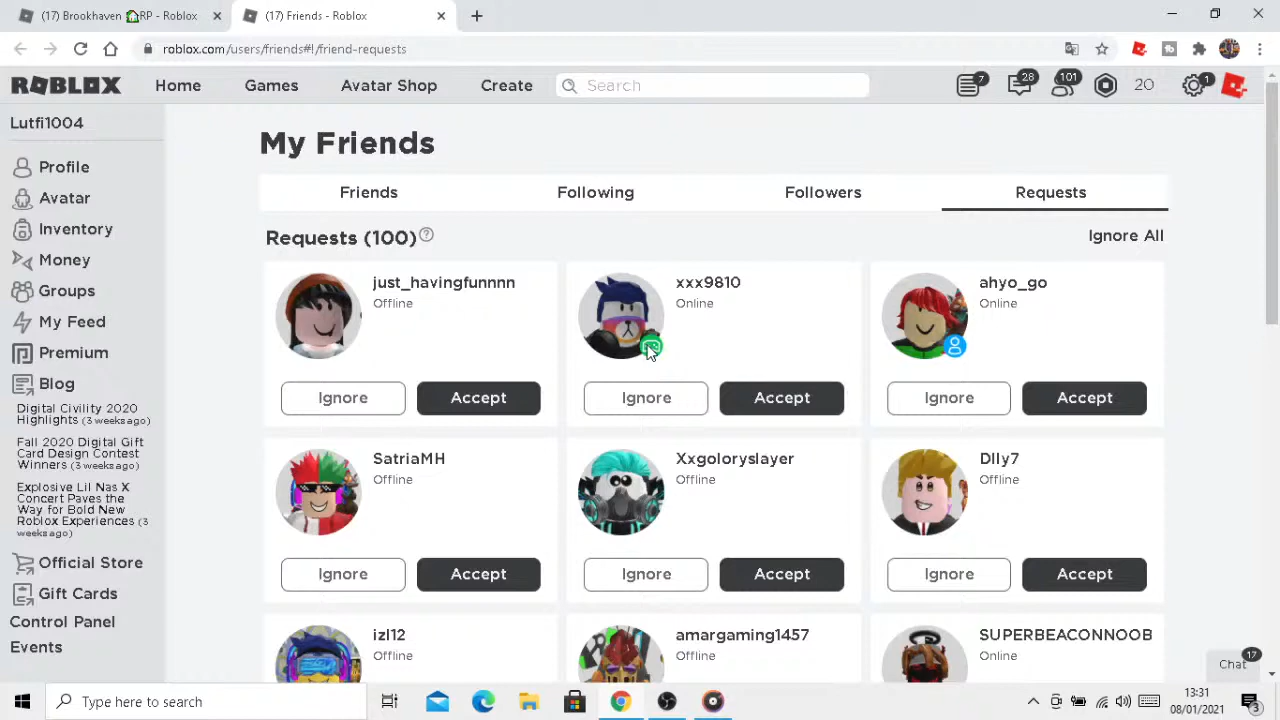 (17) Brookhaven 🏠RP - Roblox
(17) Friends - Roblox
roblox.com/users/friends#!/friend-requests
ROBLOX
Home
Games
Avatar Shop
Create
Search
7
28
101
20
1
Lutfi1004
Profile
Avatar
Inventory
Money
Groups
My Feed
Premium
Blog
Digital Civility 2020
Highlights (3 weeks ago)
Fall 2020 Digital Gift
Card Design Contest
Winners (3 weeks ago)
Explosive Lil Nas X
Concert Paves the
Way for Bold New
Roblox Experiences (3
weeks ago)
Official Store
Gift Cards
Control Panel
Events
My Friends
Friends
Following
Followers
Requests
Requests (100)
Ignore All
just_havingfunnnn
Offline
Ignore
Accept
xxx9810
Online
Ignore
Accept
ahyo_go
Online
Ignore
Accept
SatriaMH
Offline
Ignore
Accept
Xxgoloryslayer
Offline
Ignore
Accept
Dlly7
Offline
Ignore
Accept
izl12
Offline
amargaming1457
Offline
SUPERBEACONNOOB
Online
Chat
17
Type here to search
13:31
08/01/2021
3